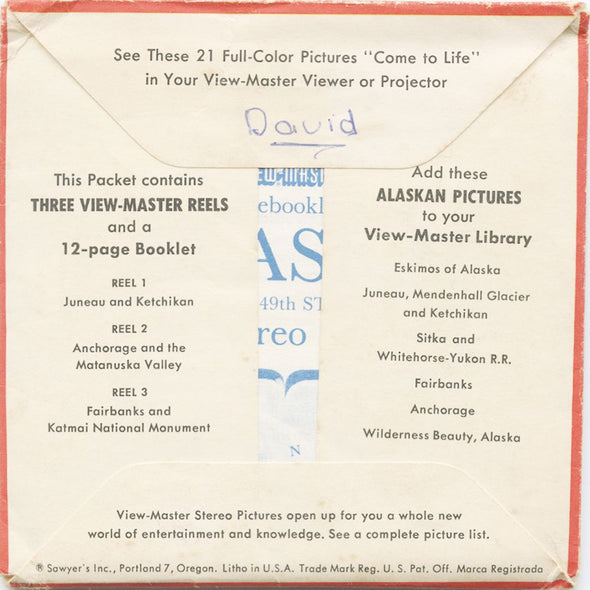 See These 21 Full-Color Pictures "Come to Life"
in Your View-Master Viewer or Projector
David
This Packet contains
THREE VIEW-MASTER REELS
and a
12-page Booklet
REEL 1
Juneau and Ketchikan
REEL 2
Anchorage and the
Matanuska Valley
REEL 3
Fairbanks and
Katmai National Monument
EW-MAS
ebookl
AS
49th ST
reo
N
Add these
ALASKAN PICTURES
to your
View-Master Library
Eskimos of Alaska
Juneau, Mendenhall Glacier
and Ketchikan
Sitka and
Whitehorse-Yukon R.R.
Fairbanks
Anchorage
Wilderness Beauty, Alaska
View-Master Stereo Pictures open up for you a whole new
world of entertainment and knowledge. See a complete picture list.
® Sawyer's Inc., Portland 7, Oregon. Litho in U.S.A. Trade Mark Reg. U. S. Pat. Off. Marca Registrada